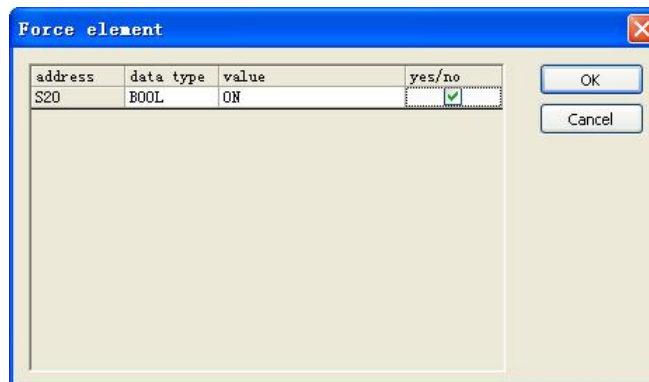 Force element
address data type value yes/no
S20 BOOL ON
OK
Cancel